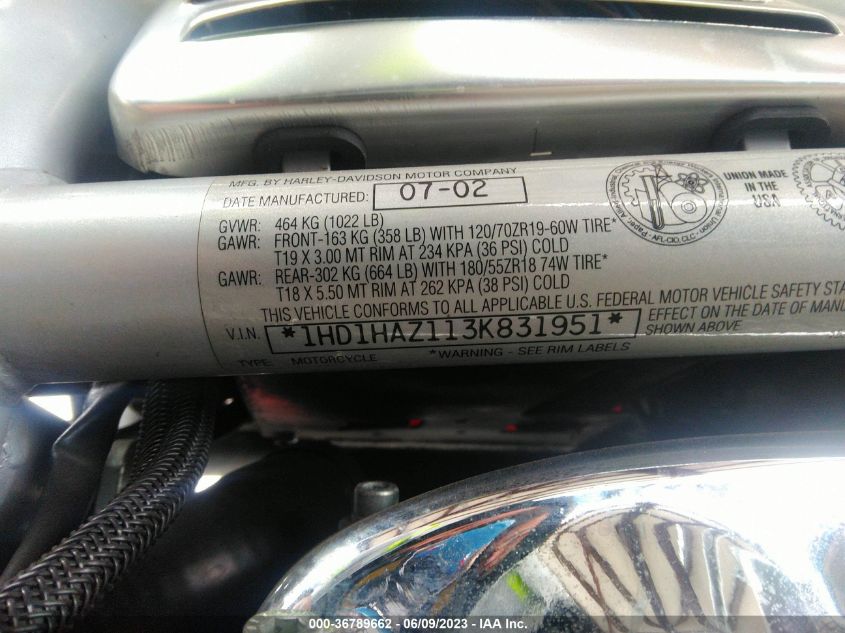 MFG. BY HARLEY-DAVIDSON MOTOR COMPANY
DATE MANUFACTURED: 07-02
GVWR: 464 KG (1022 LB)
GAWR: FRONT-163 KG (358 LB) WITH 120/70ZR19-60W TIRE*
T19 X 3.00 MT RIM AT 234 KPA (36 PSI) COLD
GAWR: REAR-302 KG (664 LB) WITH 180/55ZR18 74W TIRE*
T18 X 5.50 MT RIM AT 262 KPA (38 PSI) COLD
THIS VEHICLE CONFORMS TO ALL APPLICABLE U.S. FEDERAL MOTOR VEHICLE SAFETY STA
EFFECT ON THE DATE OF MANU
SHOWN ABOVE.
V.I.N. *1HD1HAZ113K831951*
TYPE: MOTORCYCLE *WARNING - SEE RIM LABELS
AFL-CIO, CLC
UNION MADE
IN THE
U.S.A
000-36789662 - 06/09/2023 - IAA Inc.